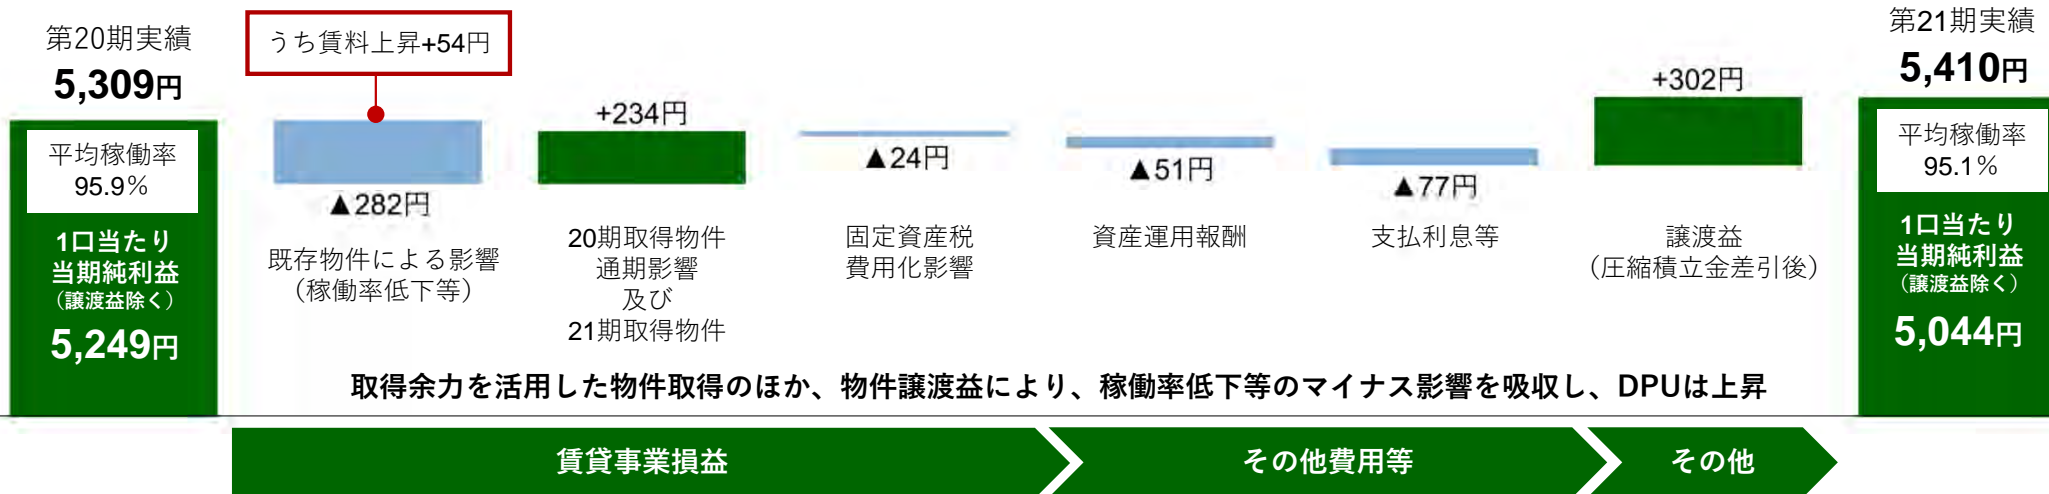 第20期実績
5,309円
平均稼働率
95.9%
1口当たり
当期純利益
（譲渡益除く）
5,249円
うち賃料上昇+54円
▲282円
既存物件による影響
（稼働率低下等）
+234円
20期取得物件
通期影響
及び
21期取得物件
▲24円
固定資産税
費用化影響
▲51円
資産運用報酬
▲77円
支払利息等
+302円
譲渡益
（圧縮積立金差引後）
第21期実績
5,410円
平均稼働率
95.1%
1口当たり
当期純利益
（譲渡益除く）
5,044円
取得余力を活用した物件取得のほか、物件譲渡益により、稼働率低下等のマイナス影響を吸収し、DPUは上昇
賃貸事業損益
その他費用等
その他